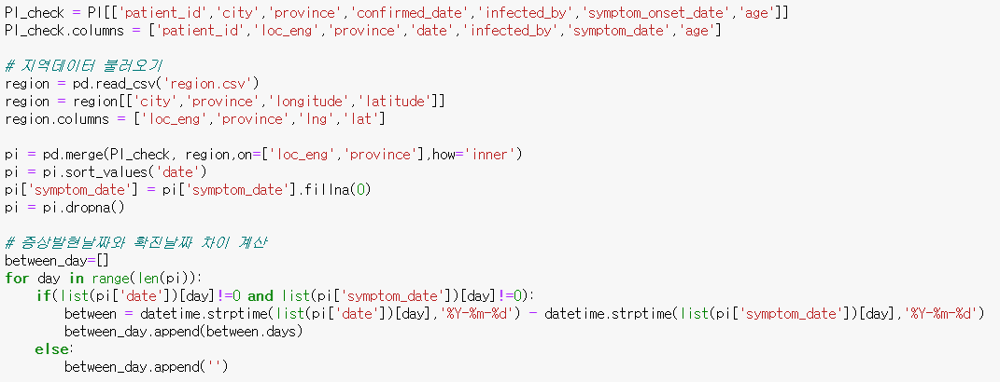 PI_check = PI[['patient_id','city','province','confirmed_date','infected_by','symptom_onset_date','age']]
PI_check.columns = ['patient_id','loc_eng','province','date','infected_by','symptom_date','age']
# 지역데이터 불러오기
region = pd.read_csv('region.csv')
region = region[['city','province','longitude','latitude']]
region.columns = ['loc_eng','province','lng','lat']
pi = pd.merge(PI_check, region,on=['loc_eng','province'],how='inner')
pi = pi.sort_values('date')
pi['symptom_date'] = pi['symptom_date'].fillna(0)
pi = pi.dropna()
# 증상발현날짜와 확진날짜 차이 계산
between_day=[]
for day in range(len(pi)):
    if(list(pi['date'])[day]!=0 and list(pi['symptom_date'])[day]!=0):
        between = datetime.strptime(list(pi['date'])[day],'%Y-%m-%d') - datetime.strptime(list(pi['symptom_date'])[day],'%Y-%m-%d')
        between_day.append(between.days)
    else:
        between_day.append('')